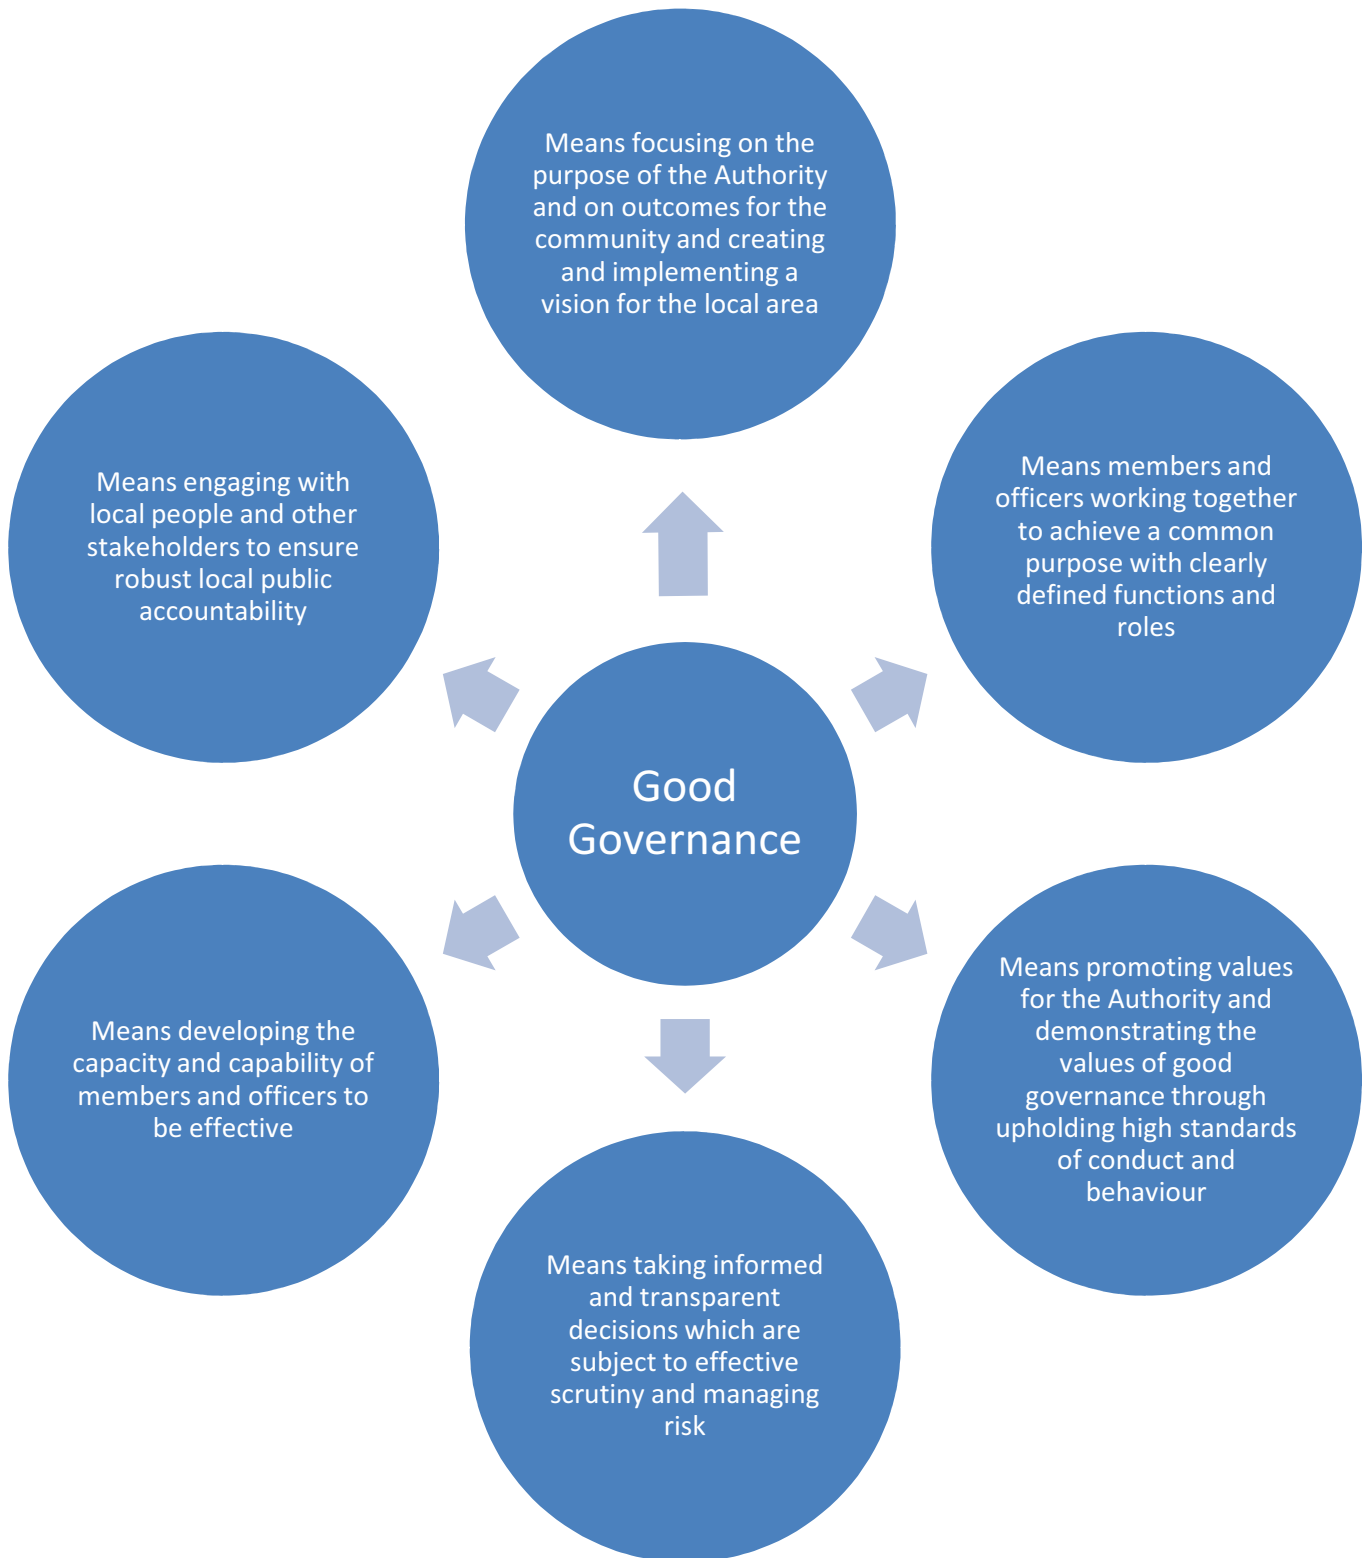 Means focusing on the
purpose of the Authority
and on outcomes for the
community and creating
and implementing a
vision for the local area
Means members and
officers working together
to achieve a common
purpose with clearly
defined functions and
roles
Means promoting values
for the Authority and
demonstrating the
values of good
governance through
upholding high standards
of conduct and
behaviour
Means taking informed
and transparent
decisions which are
subject to effective
scrutiny and managing
risk
Means developing the
capacity and capability of
members and officers to
be effective
Means engaging with
local people and other
stakeholders to ensure
robust local public
accountability
Good
Governance